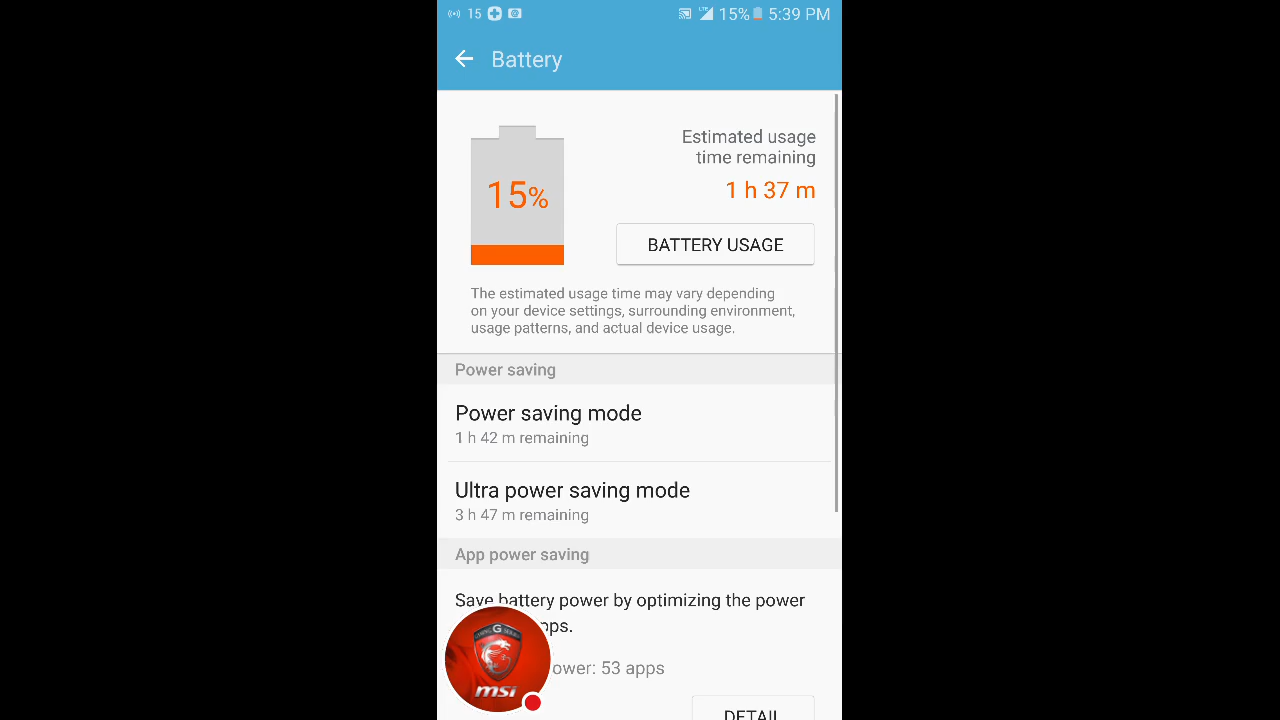 15 LTE 15% 5:39 PM
Battery
15%
Estimated usage
time remaining
1 h 37 m
BATTERY USAGE
The estimated usage time may vary depending
on your device settings, surrounding environment,
usage patterns, and actual device usage.
Power saving
Power saving mode
1 h 42 m remaining
Ultra power saving mode
3 h 47 m remaining
App power saving
Save battery power by optimizing the power
pps.
ower: 53 apps
GAMING G SERIES
msi
DETAIL